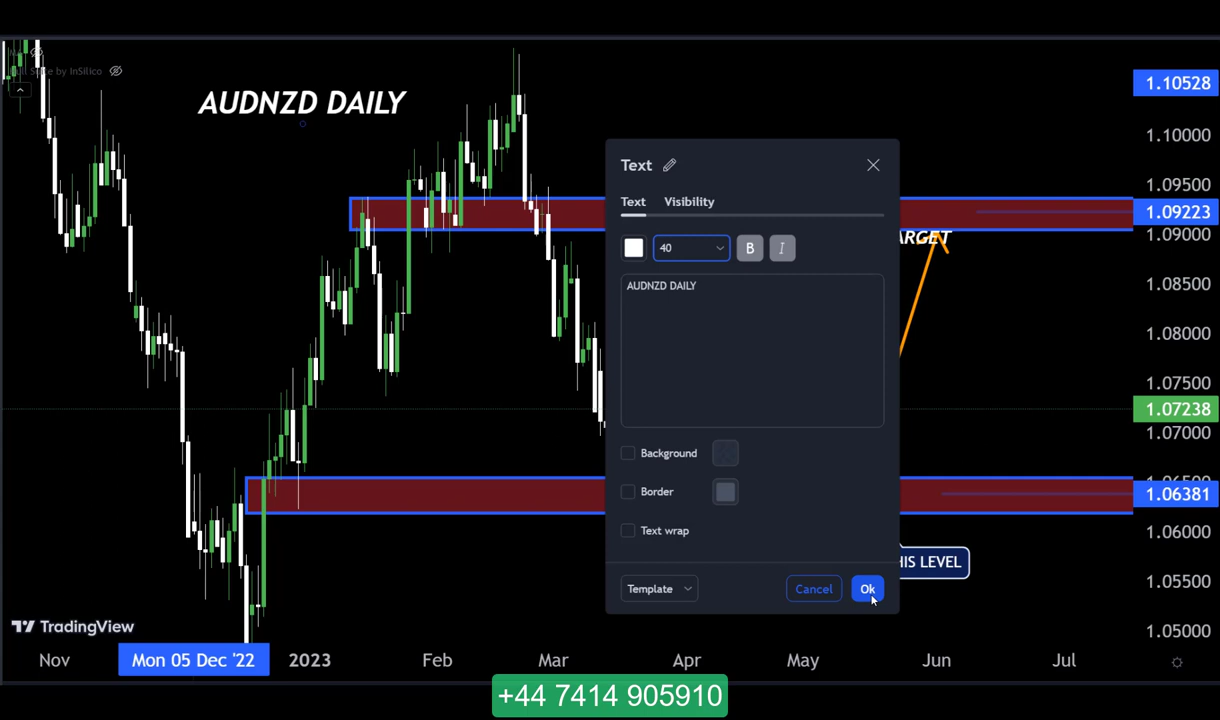 by InSilico
AUDNZD DAILY
Text
Text
Visibility
40
B
I
AUDNZD DAILY
Background
Border
Text wrap
Template
Cancel
Ok
ARGET
HIS LEVEL
1.10528
1.10000
1.09500
1.09223
1.09000
1.08500
1.08000
1.07500
1.07238
1.07000
1.06381
1.06000
1.05500
1.05000
TradingView
Nov
Mon 05 Dec '22
2023
Feb
Mar
Apr
May
Jun
Jul
+44 7414 905910